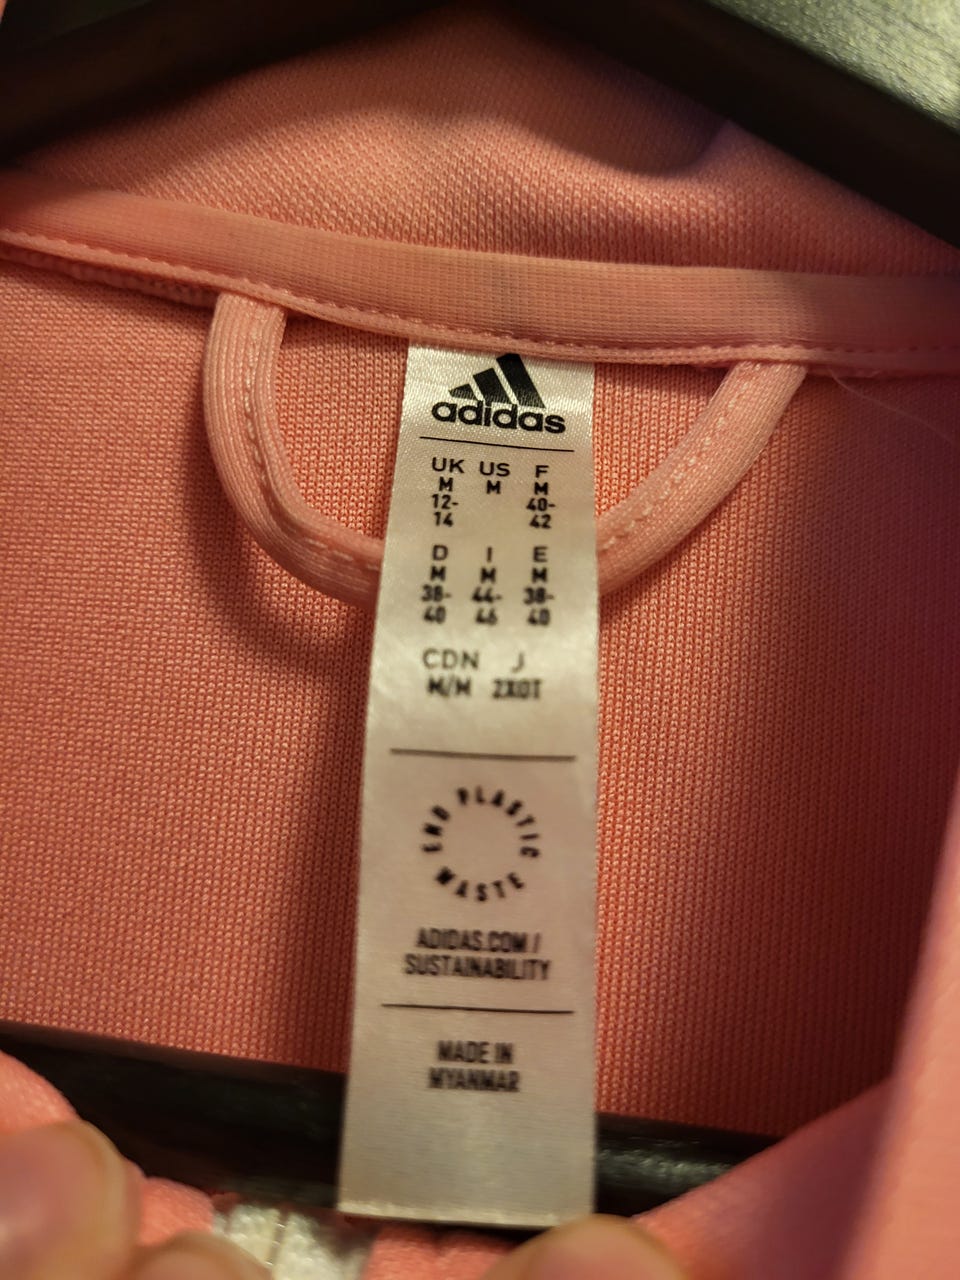 adidas
UK US F
M M M
12- 40-
14 42
D I E
M M M
38- 44- 38-
40 46 40
CDN J
M/M 2XOT
END PLASTIC WASTE
ADIDAS.COM /
SUSTAINABILITY
MADE IN
MYANMAR